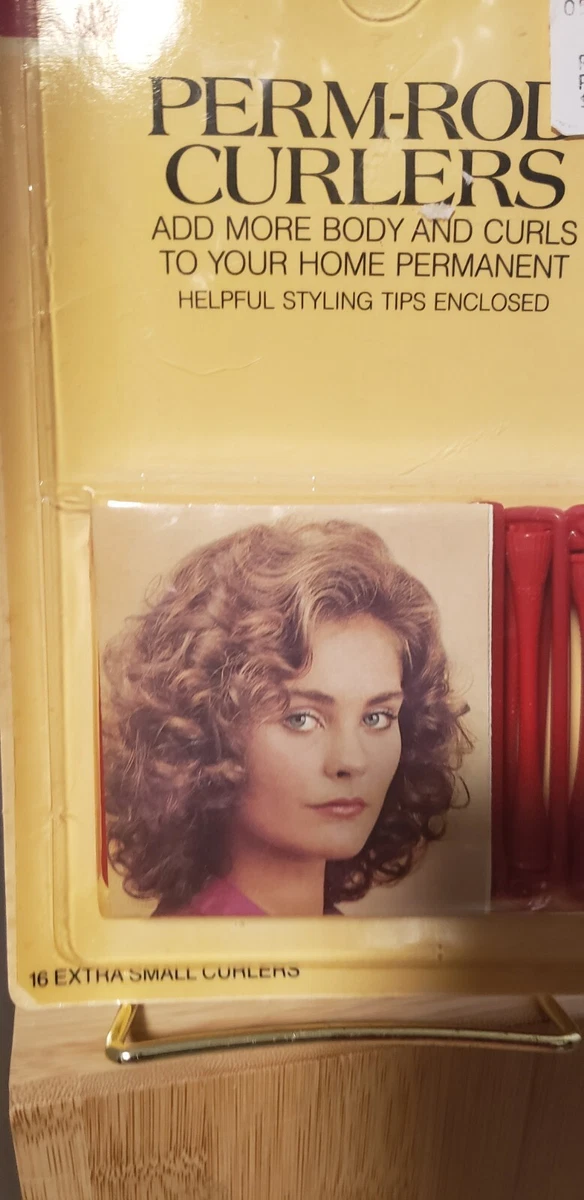 PERM-ROD
CURLERS
ADD MORE BODY AND CURLS
TO YOUR HOME PERMANENT
HELPFUL STYLING TIPS ENCLOSED
16 EXTRA SMALL CURLERS